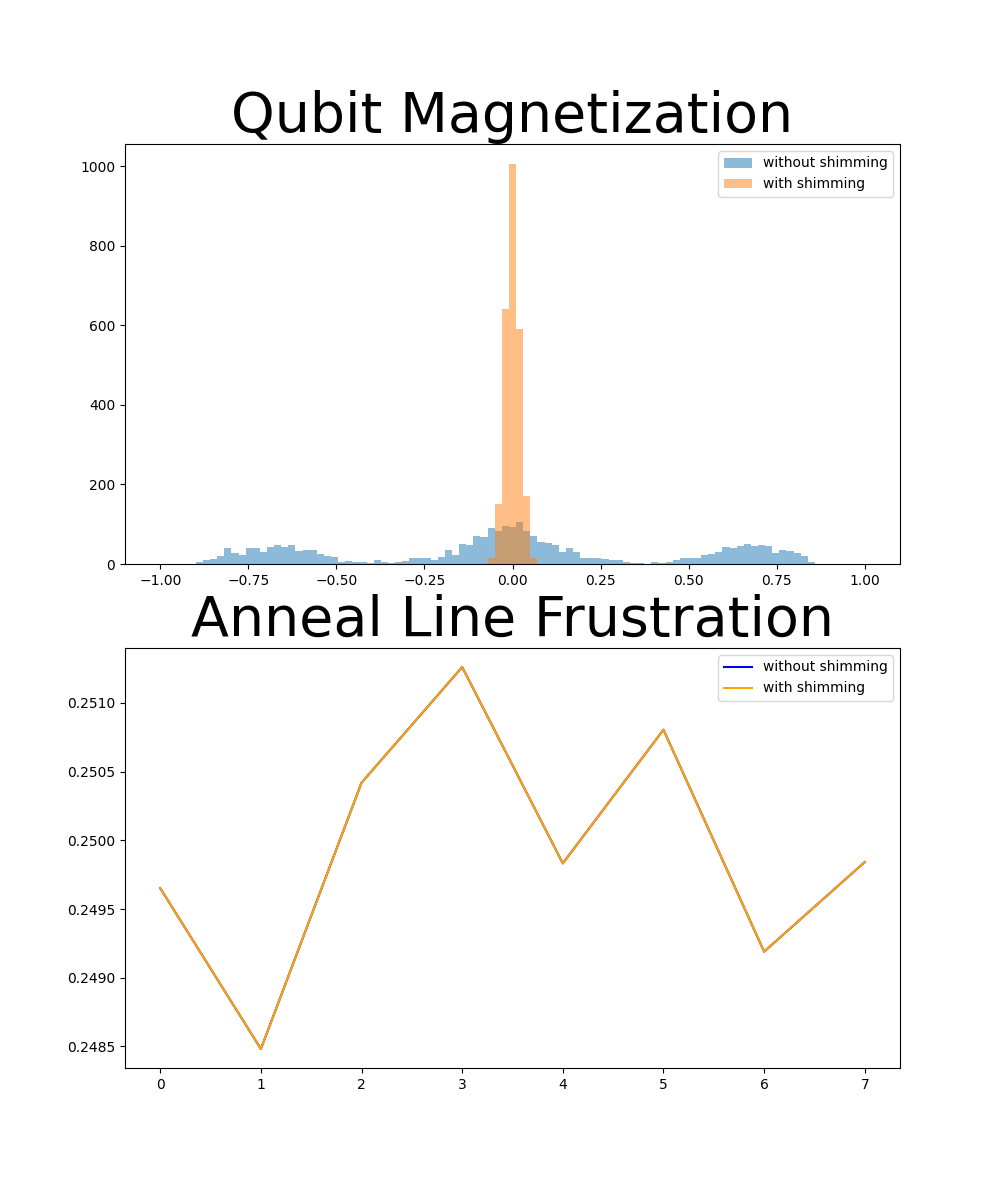 Qubit Magnetization
1000
800
600
400
200
0
without shimming
with shimming
−1.00 −0.75 −0.50 −0.25 0.00 0.25 0.50 0.75 1.00
Anneal Line Frustration
0.2510
0.2505
0.2500
0.2495
0.2490
0.2485
without shimming
with shimming
0 1 2 3 4 5 6 7